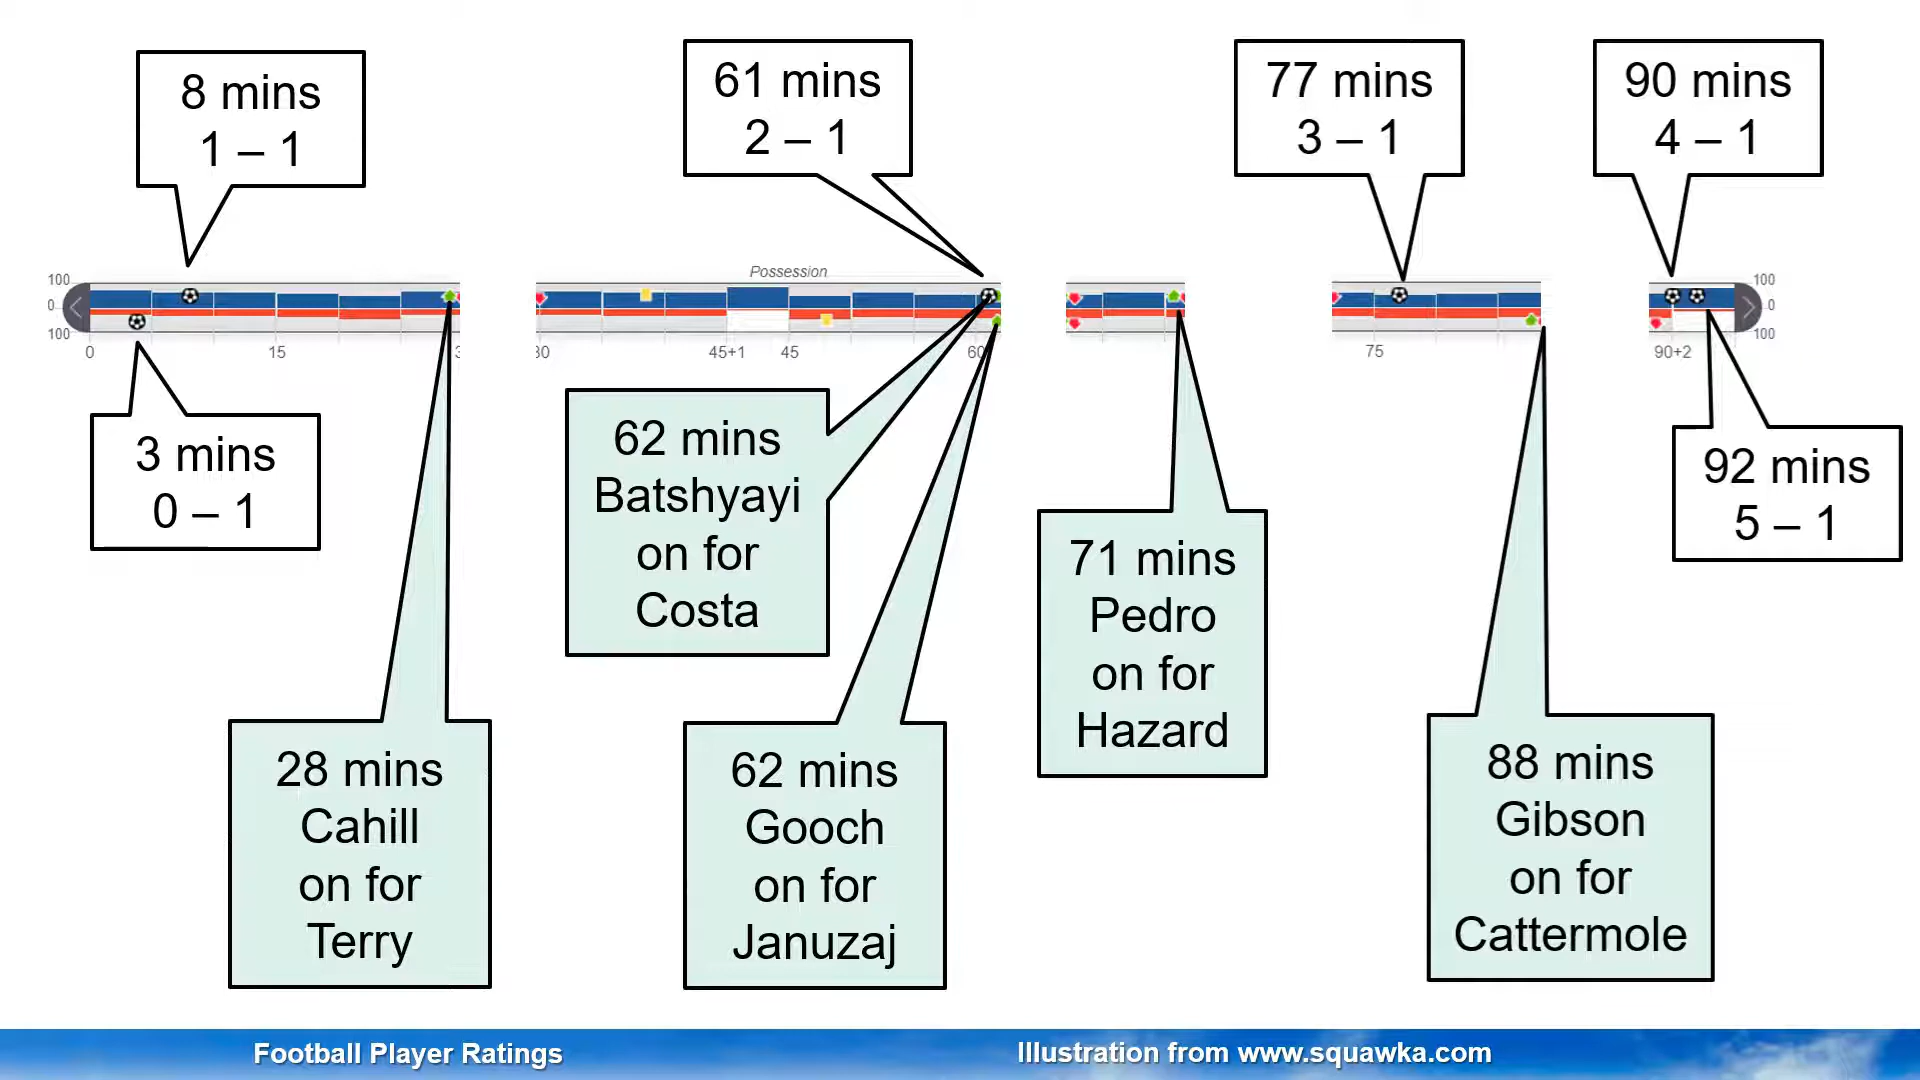 8 mins
1 – 1
61 mins
2 – 1
77 mins
3 – 1
90 mins
4 – 1
Possession
100
0
100
100
0
100
0
15
3
30
45+1
45
60
75
90+2
3 mins
0 – 1
62 mins
Batshyayi
on for
Costa
71 mins
Pedro
on for
Hazard
92 mins
5 – 1
28 mins
Cahill
on for
Terry
62 mins
Gooch
on for
Januzaj
88 mins
Gibson
on for
Cattermole
Football Player Ratings
Illustration from www.squawka.com